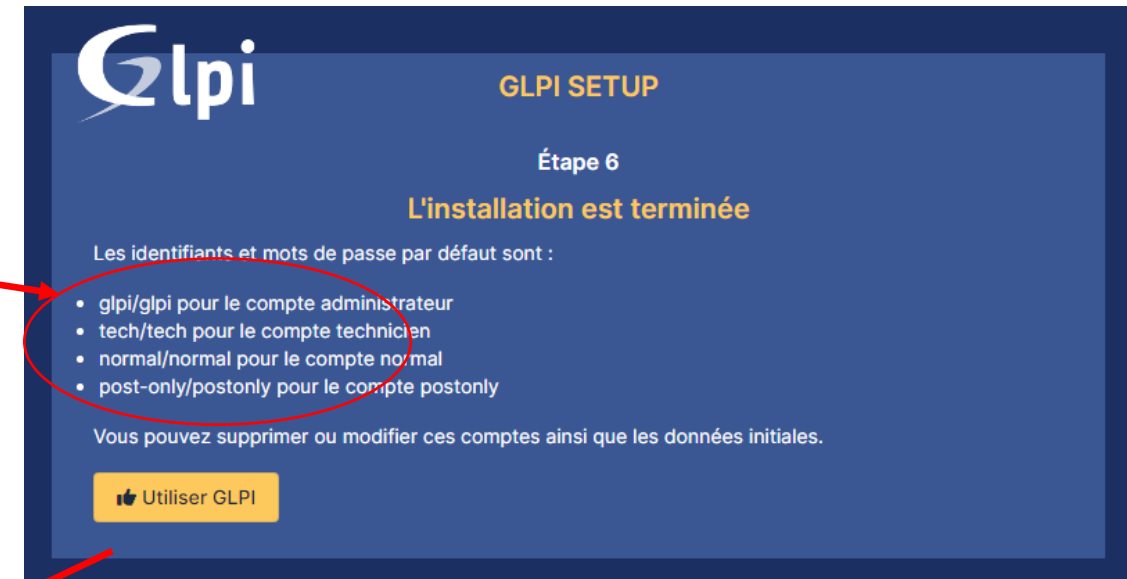 Glpi
GLPI SETUP
Étape 6
L'installation est terminée
Les identifiants et mots de passe par défaut sont :
• glpi/glpi pour le compte administrateur
• tech/tech pour le compte technicien
• normal/normal pour le compte normal
• post-only/postonly pour le compte postonly
Vous pouvez supprimer ou modifier ces comptes ainsi que les données initiales.
Utiliser GLPI